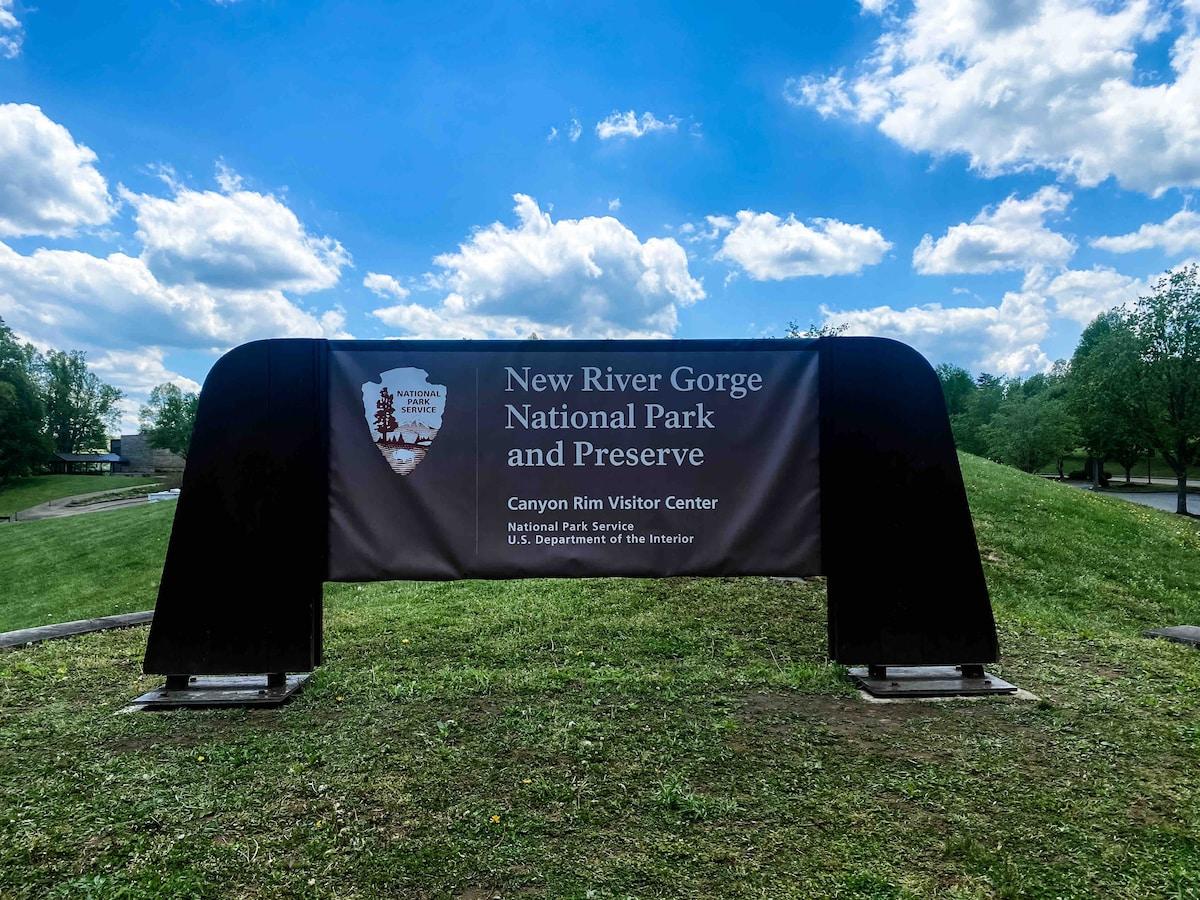 NATIONAL
PARK
SERVICE
New River Gorge
National Park
and Preserve
Canyon Rim Visitor Center
National Park Service
U.S. Department of the Interior